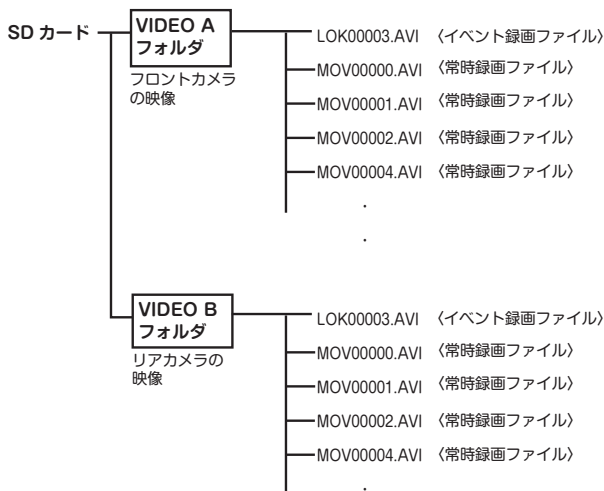 SD カード
VIDEO A
フォルダ
フロントカメラ
の映像
LOK00003.AVI 〈イベント録画ファイル〉
MOV00000.AVI 〈常時録画ファイル〉
MOV00001.AVI 〈常時録画ファイル〉
MOV00002.AVI 〈常時録画ファイル〉
MOV00004.AVI 〈常時録画ファイル〉
.
.
VIDEO B
フォルダ
リアカメラの
映像
LOK00003.AVI 〈イベント録画ファイル〉
MOV00000.AVI 〈常時録画ファイル〉
MOV00001.AVI 〈常時録画ファイル〉
MOV00002.AVI 〈常時録画ファイル〉
MOV00004.AVI 〈常時録画ファイル〉
.